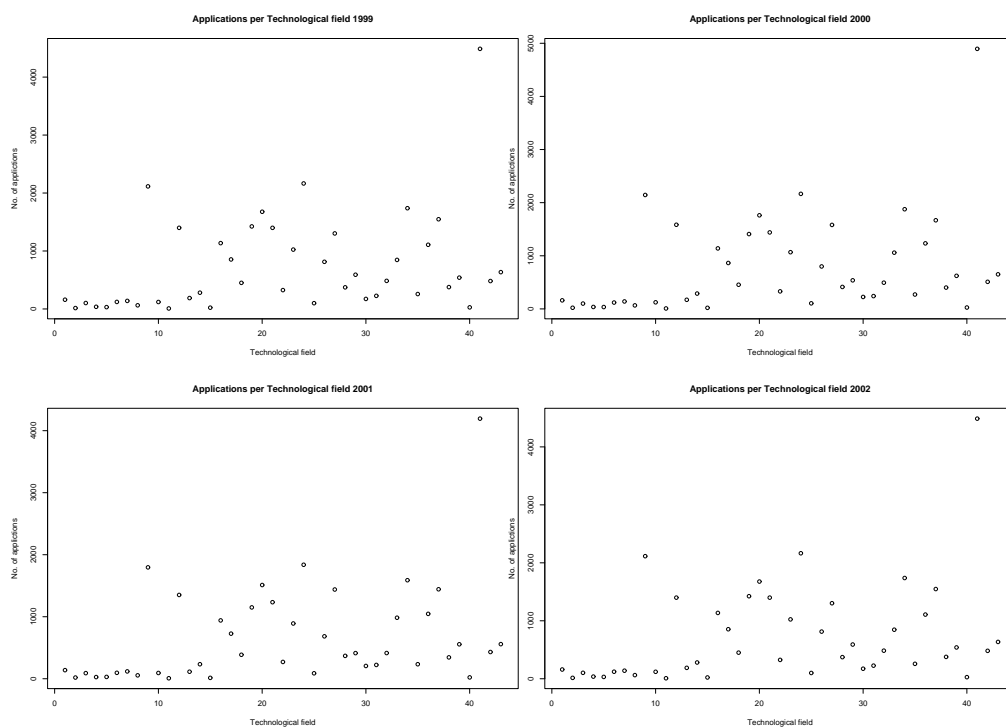 Applications per Technological field 1999
No. of applictions
4000
3000
2000
1000
0
0 10 20 30 40
Technological field
Applications per Technological field 2000
No. of applictions
5000
4000
3000
2000
1000
0
0 10 20 30 40
Technological field
Applications per Technological field 2001
No. of applictions
4000
3000
2000
1000
0
0 10 20 30 40
Technological field
Applications per Technological field 2002
No. of applictions
4000
3000
2000
1000
0
0 10 20 30 40
Technological field